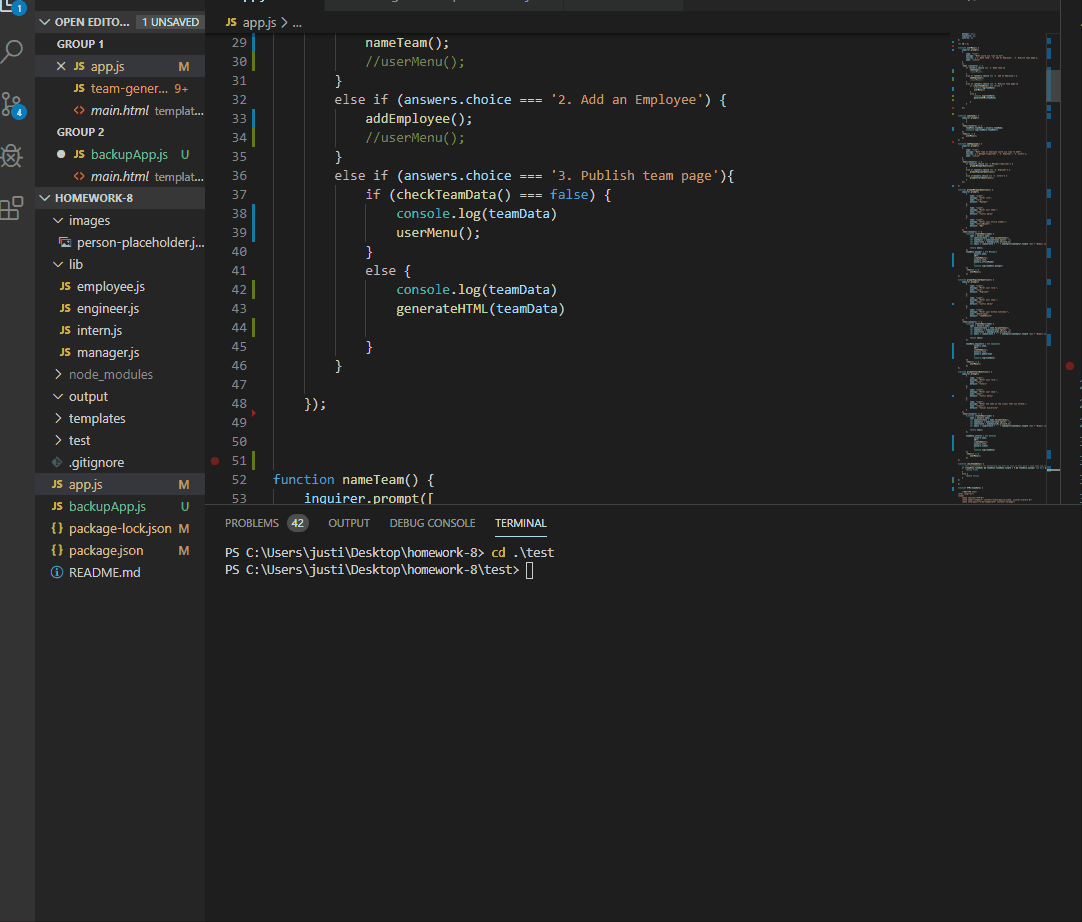 1
OPEN EDITO... 1 UNSAVED
GROUP 1
JS app.js M
JS team-gener... 9+
<> main.html templat...
GROUP 2
JS backupApp.js U
<> main.html templat...
HOMEWORK-8
images
person-placeholder.j...
lib
JS employee.js
JS engineer.js
JS intern.js
JS manager.js
node_modules
output
templates
test
.gitignore
JS app.js M
JS backupApp.js U
{} package-lock.json M
{} package.json M
README.md
4
JS app.js > ...
29 nameTeam();
30 //userMenu();
31 }
32 else if (answers.choice === '2. Add an Employee') {
33 addEmployee();
34 //userMenu();
35 }
36 else if (answers.choice === '3. Publish team page'){
37 if (checkTeamData() === false) {
38 console.log(teamData)
39 userMenu();
40 }
41 else {
42 console.log(teamData)
43 generateHTML(teamData)
44
45 }
46 }
47
48 });
49
50
51
52 function nameTeam() {
53 inquirer.prompt([
PROBLEMS 42 OUTPUT DEBUG CONSOLE TERMINAL
PS C:\Users\justi\Desktop\homework-8> cd .\test
PS C:\Users\justi\Desktop\homework-8\test>